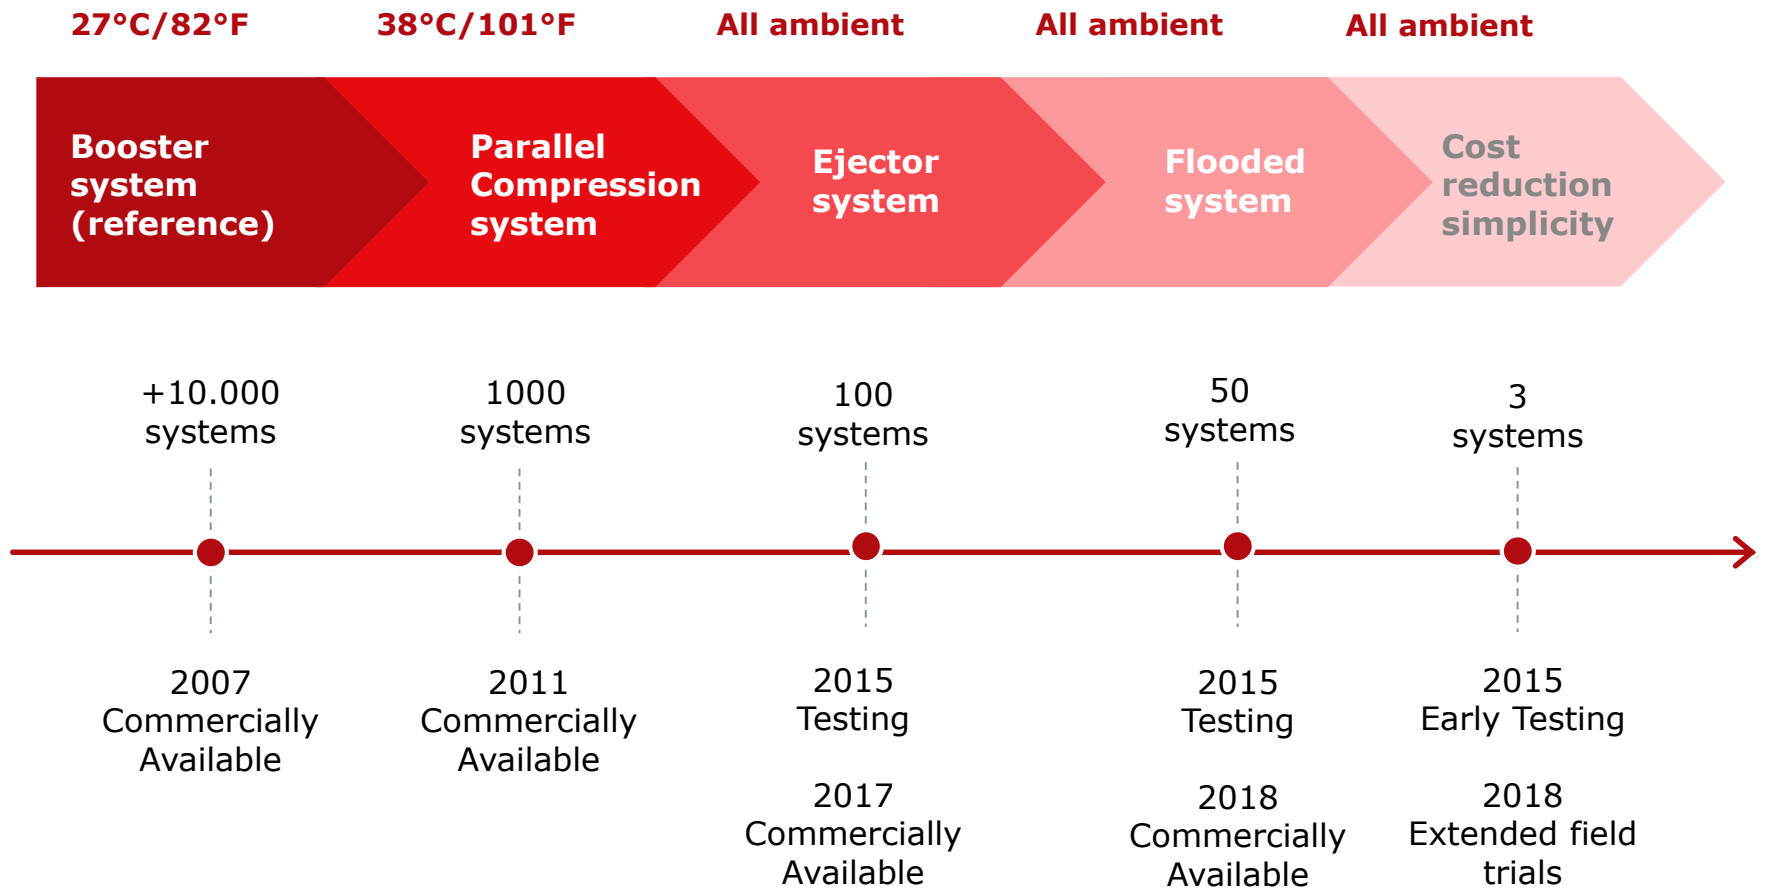 27°C/82°F
38°C/101°F
All ambient
All ambient
All ambient
Booster
system
(reference)
Parallel
Compression
system
Ejector
system
Flooded
system
Cost
reduction
simplicity
+10.000
systems
1000
systems
100
systems
50
systems
3
systems
2007
Commercially
Available
2011
Commercially
Available
2015
Testing
2017
Commercially
Available
2015
Testing
2018
Commercially
Available
2015
Early Testing
2018
Extended field
trials